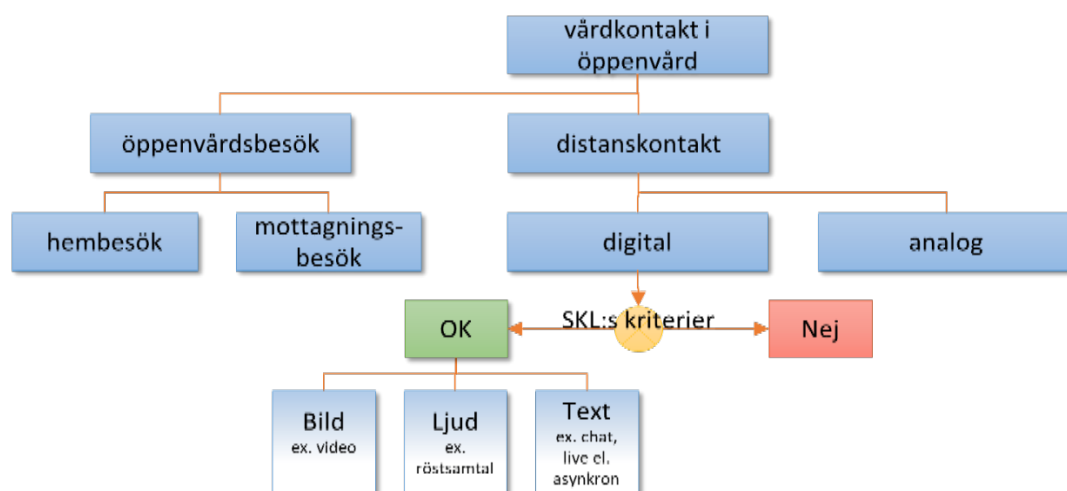 vårdkontakt i
öppenvård
öppenvårdsbesök
distanskontakt
hembesök
mottagnings-
besök
digital
analog
OK
SKL:s kriterier
Nej
Bild
ex. video
Ljud
ex.
röstsamtal
Text
ex. chat,
live el.
asynkron